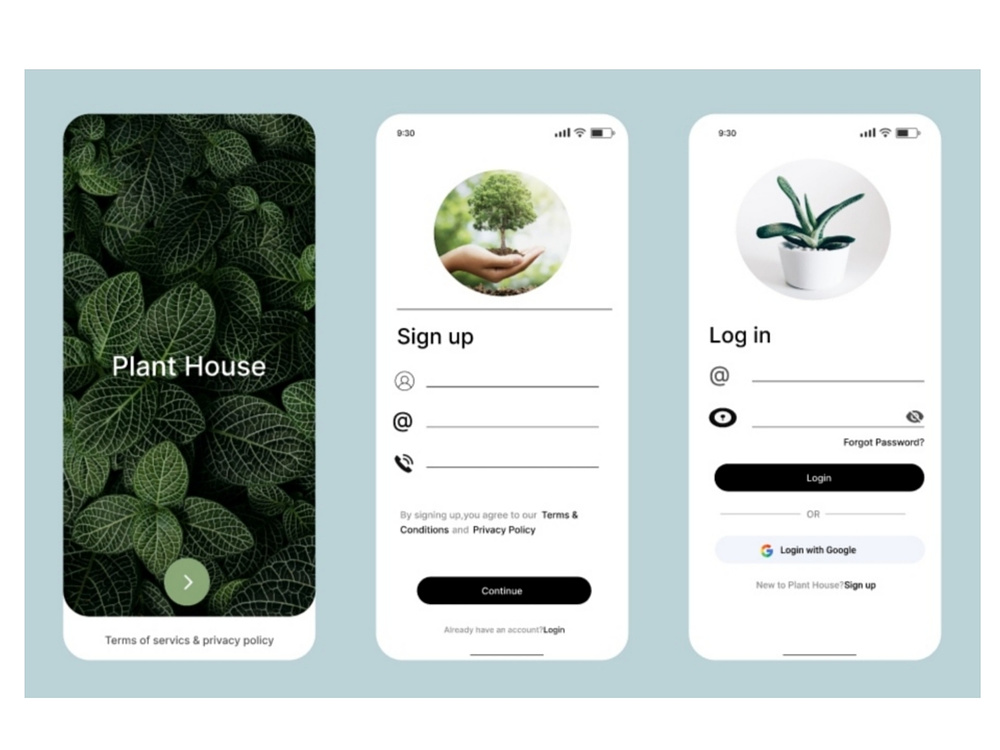 Plant House
Terms of servics & privacy policy
9:30
Sign up
@
By signing up,you agree to our Terms &
Conditions and Privacy Policy
Continue
Already have an account?Login
9:30
Log in
@
Forgot Password?
Login
OR
G Login with Google
New to Plant House?Sign up